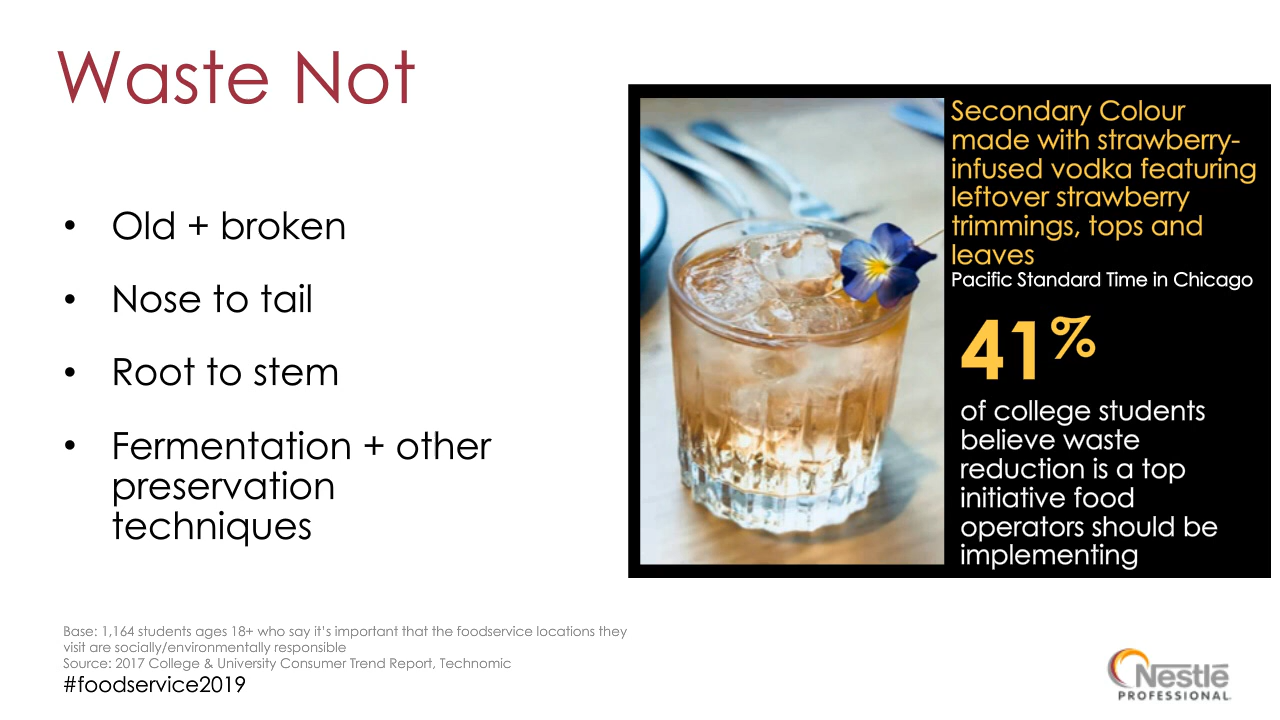 Waste Not
• Old + broken
• Nose to tail
• Root to stem
• Fermentation + other
preservation
techniques
Secondary Colour
made with strawberry-
infused vodka featuring
leftover strawberry
trimmings, tops and
leaves
Pacific Standard Time in Chicago
41%
of college students
believe waste
reduction is a top
initiative food
operators should be
implementing
Base: 1,164 students ages 18+ who say it’s important that the foodservice locations they
visit are socially/environmentally responsible
Source: 2017 College & University Consumer Trend Report, Technomic
#foodservice2019
Nestlé
PROFESSIONAL.